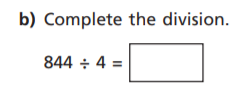 b) Complete the division.
844 ÷ 4 =